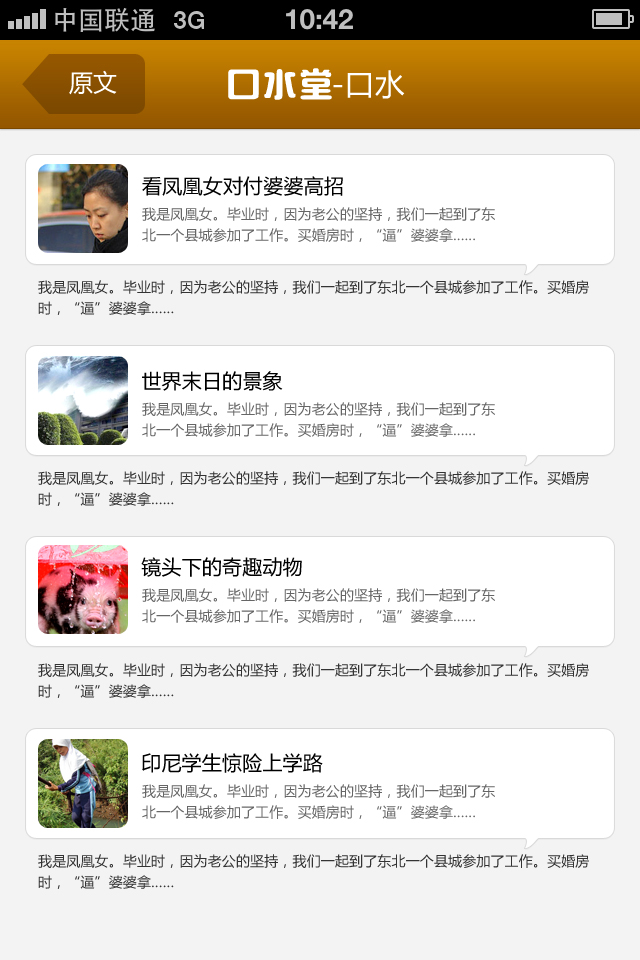 中国联通 3G 10:42
原文
口水堂-口水
看凤凰女对付婆婆高招
我是凤凰女。毕业时，因为老公的坚持，我们一起到了东
北一个县城参加了工作。买婚房时，“逼”婆婆拿……
我是凤凰女。毕业时，因为老公的坚持，我们一起到了东北一个县城参加了工作。买婚房
时，“逼”婆婆拿……
世界末日的景象
我是凤凰女。毕业时，因为老公的坚持，我们一起到了东
北一个县城参加了工作。买婚房时，“逼”婆婆拿……
我是凤凰女。毕业时，因为老公的坚持，我们一起到了东北一个县城参加了工作。买婚房
时，“逼”婆婆拿……
镜头下的奇趣动物
我是凤凰女。毕业时，因为老公的坚持，我们一起到了东
北一个县城参加了工作。买婚房时，“逼”婆婆拿……
我是凤凰女。毕业时，因为老公的坚持，我们一起到了东北一个县城参加了工作。买婚房
时，“逼”婆婆拿……
印尼学生惊险上学路
我是凤凰女。毕业时，因为老公的坚持，我们一起到了东
北一个县城参加了工作。买婚房时，“逼”婆婆拿……
我是凤凰女。毕业时，因为老公的坚持，我们一起到了东北一个县城参加了工作。买婚房
时，“逼”婆婆拿……